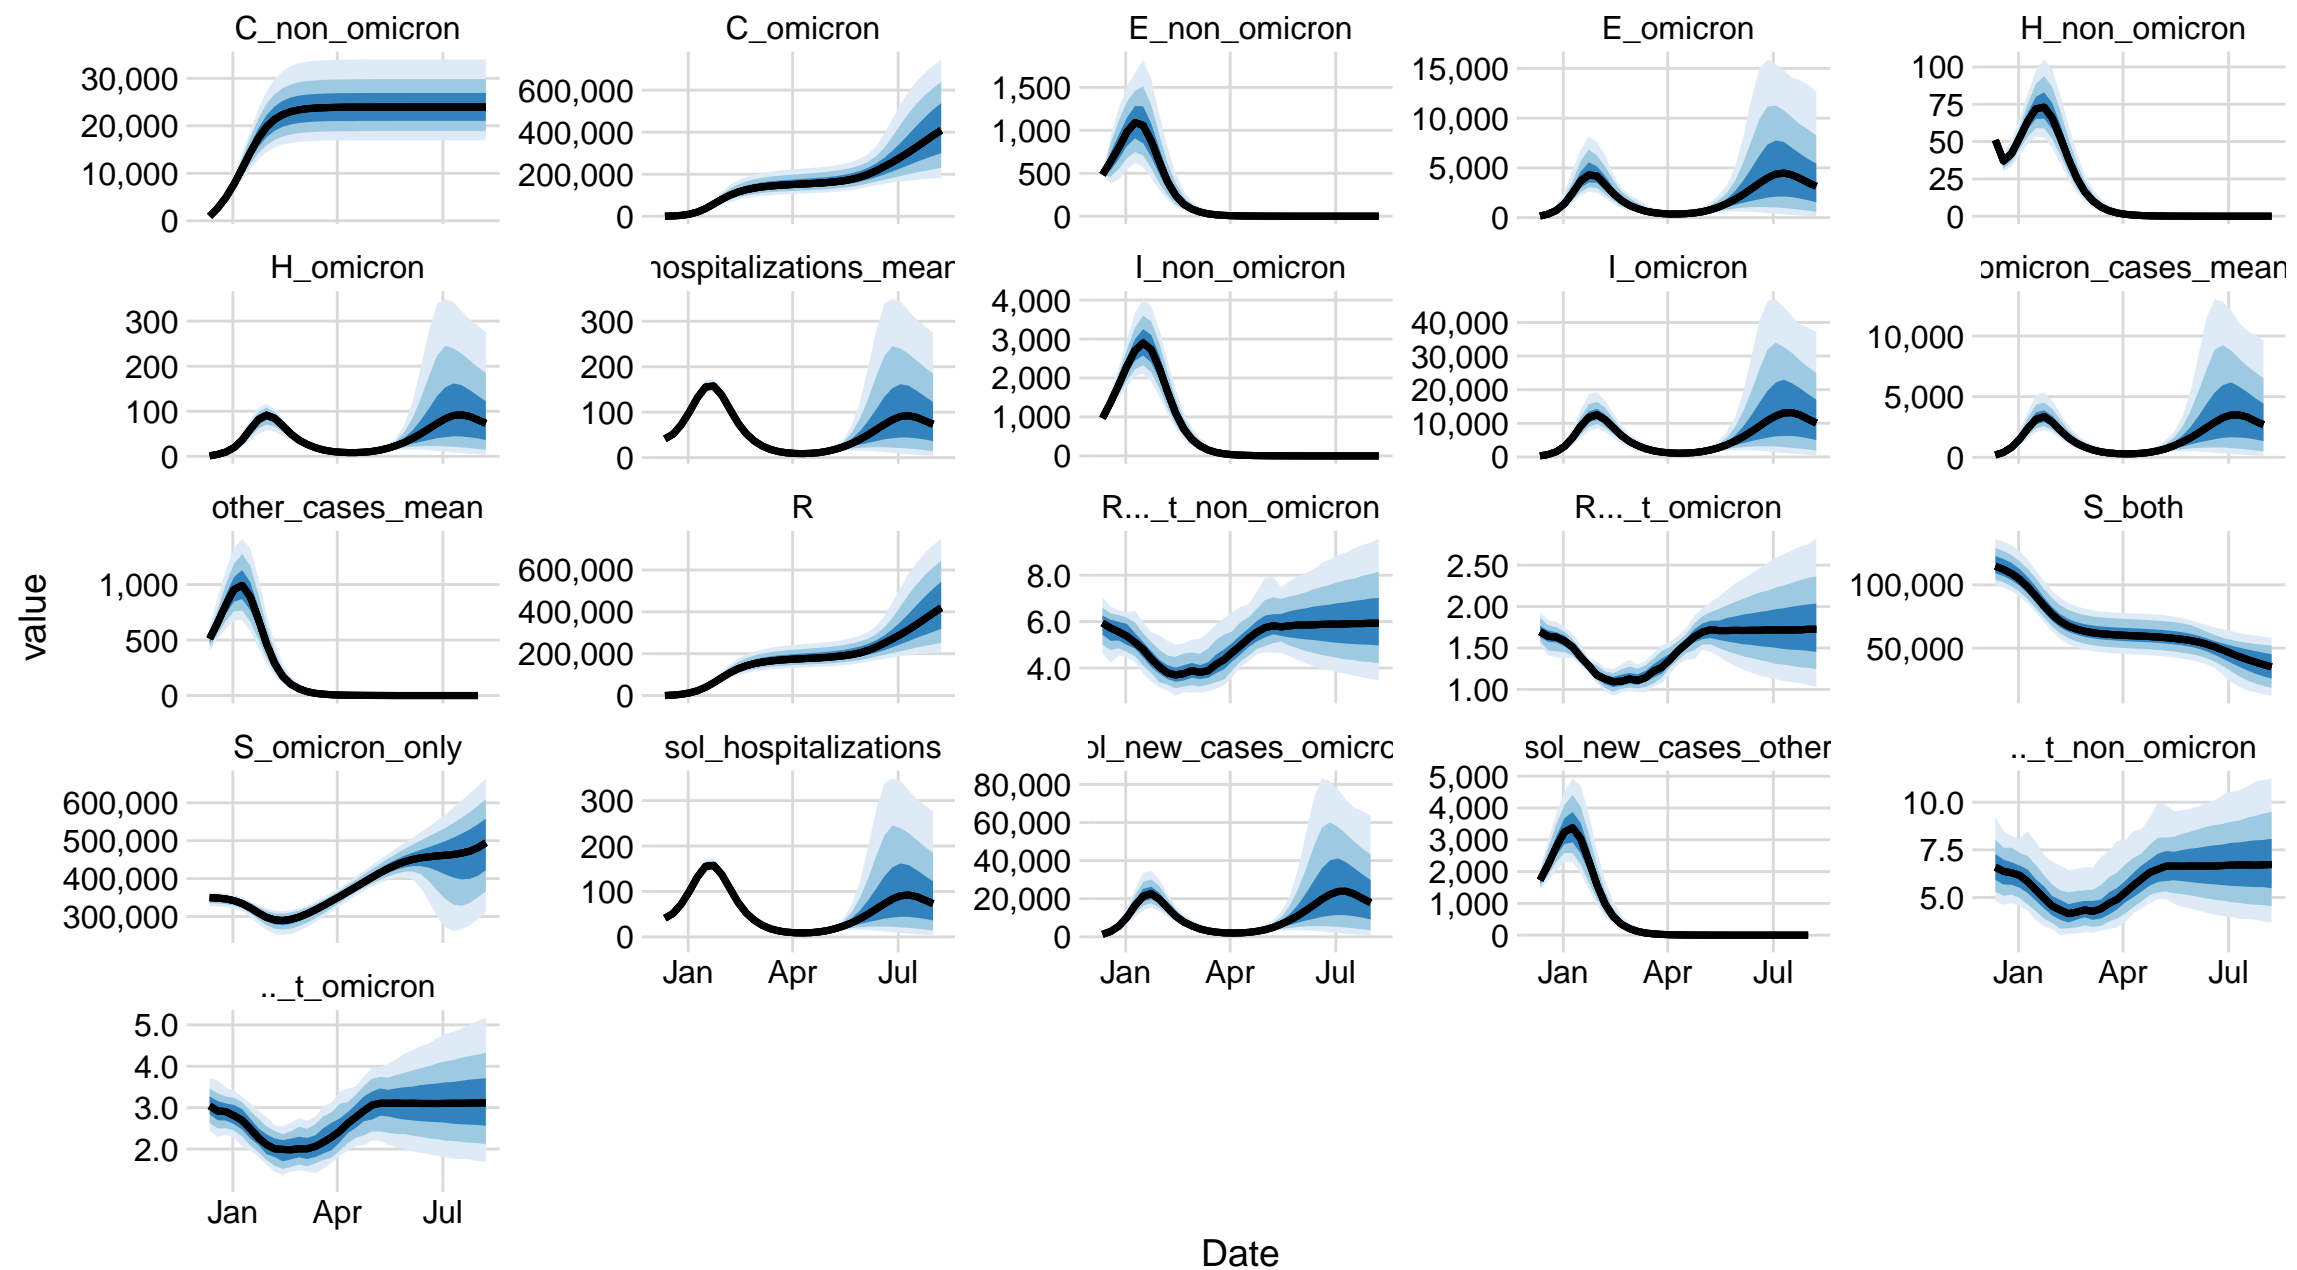 C_non_omicron C_omicron E_non_omicron E_omicron H_non_omicron
30,000 20,000 10,000 0
600,000 400,000 200,000 0
1,500 1,000 500 0
15,000 10,000 5,000 0
100 75 50 25 0
H_omicron hospitalizations_mean I_non_omicron I_omicron omicron_cases_mean
300 200 100 0
300 200 100 0
4,000 3,000 2,000 1,000 0
40,000 30,000 20,000 10,000 0
10,000 5,000 0
other_cases_mean R R..._t_non_omicron R..._t_omicron S_both
1,000 500 0
600,000 400,000 200,000 0
8.0 6.0 4.0
2.50 2.00 1.50 1.00
100,000 50,000
S_omicron_only sol_hospitalizations ol_new_cases_omicro sol_new_cases_other .._t_non_omicron
600,000 500,000 400,000 300,000
300 200 100 0
80,000 60,000 40,000 20,000 0
5,000 4,000 3,000 2,000 1,000 0
10.0 7.5 5.0
Jan Apr Jul
Jan Apr Jul
Jan Apr Jul
Jan Apr Jul
.._t_omicron
5.0 4.0 3.0 2.0
Jan Apr Jul
value
Date